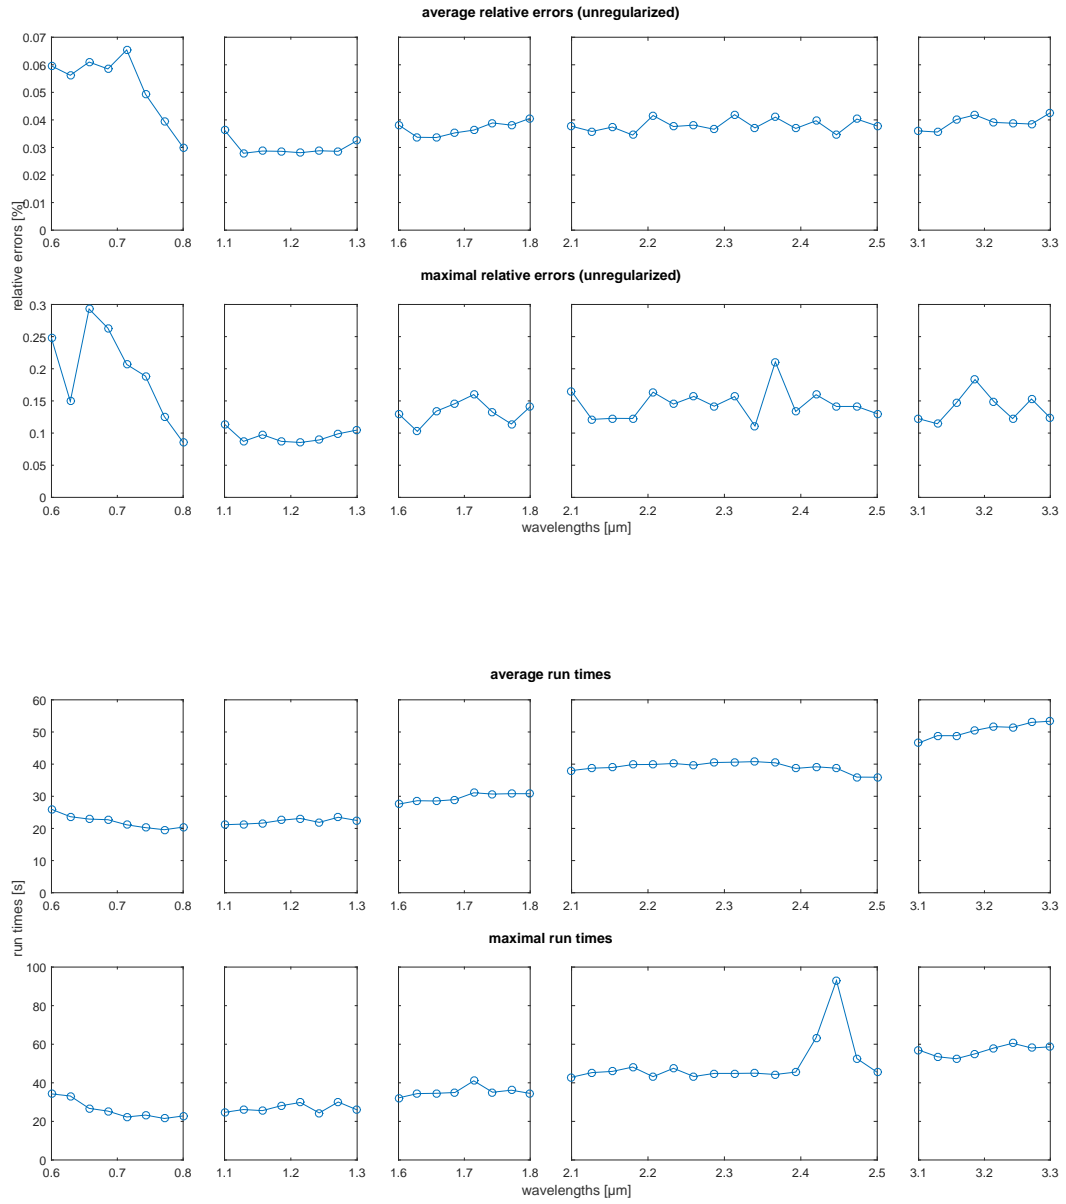 average relative errors (unregularized)
0.07
0.06
0.05
0.04
0.03
0.02
0.01
0
0.6 0.7 0.8 1.1 1.2 1.3 1.6 1.7 1.8 2.1 2.2 2.3 2.4 2.5 3.1 3.2 3.3
relative errors [%]
maximal relative errors (unregularized)
0.3
0.25
0.2
0.15
0.1
0.05
0
0.6 0.7 0.8 1.1 1.2 1.3 1.6 1.7 1.8 2.1 2.2 2.3 2.4 2.5 3.1 3.2 3.3
wavelengths [µm]
average run times
60
50
40
30
20
10
0
0.6 0.7 0.8 1.1 1.2 1.3 1.6 1.7 1.8 2.1 2.2 2.3 2.4 2.5 3.1 3.2 3.3
run times [s]
maximal run times
100
80
60
40
20
0
0.6 0.7 0.8 1.1 1.2 1.3 1.6 1.7 1.8 2.1 2.2 2.3 2.4 2.5 3.1 3.2 3.3
wavelengths [µm]